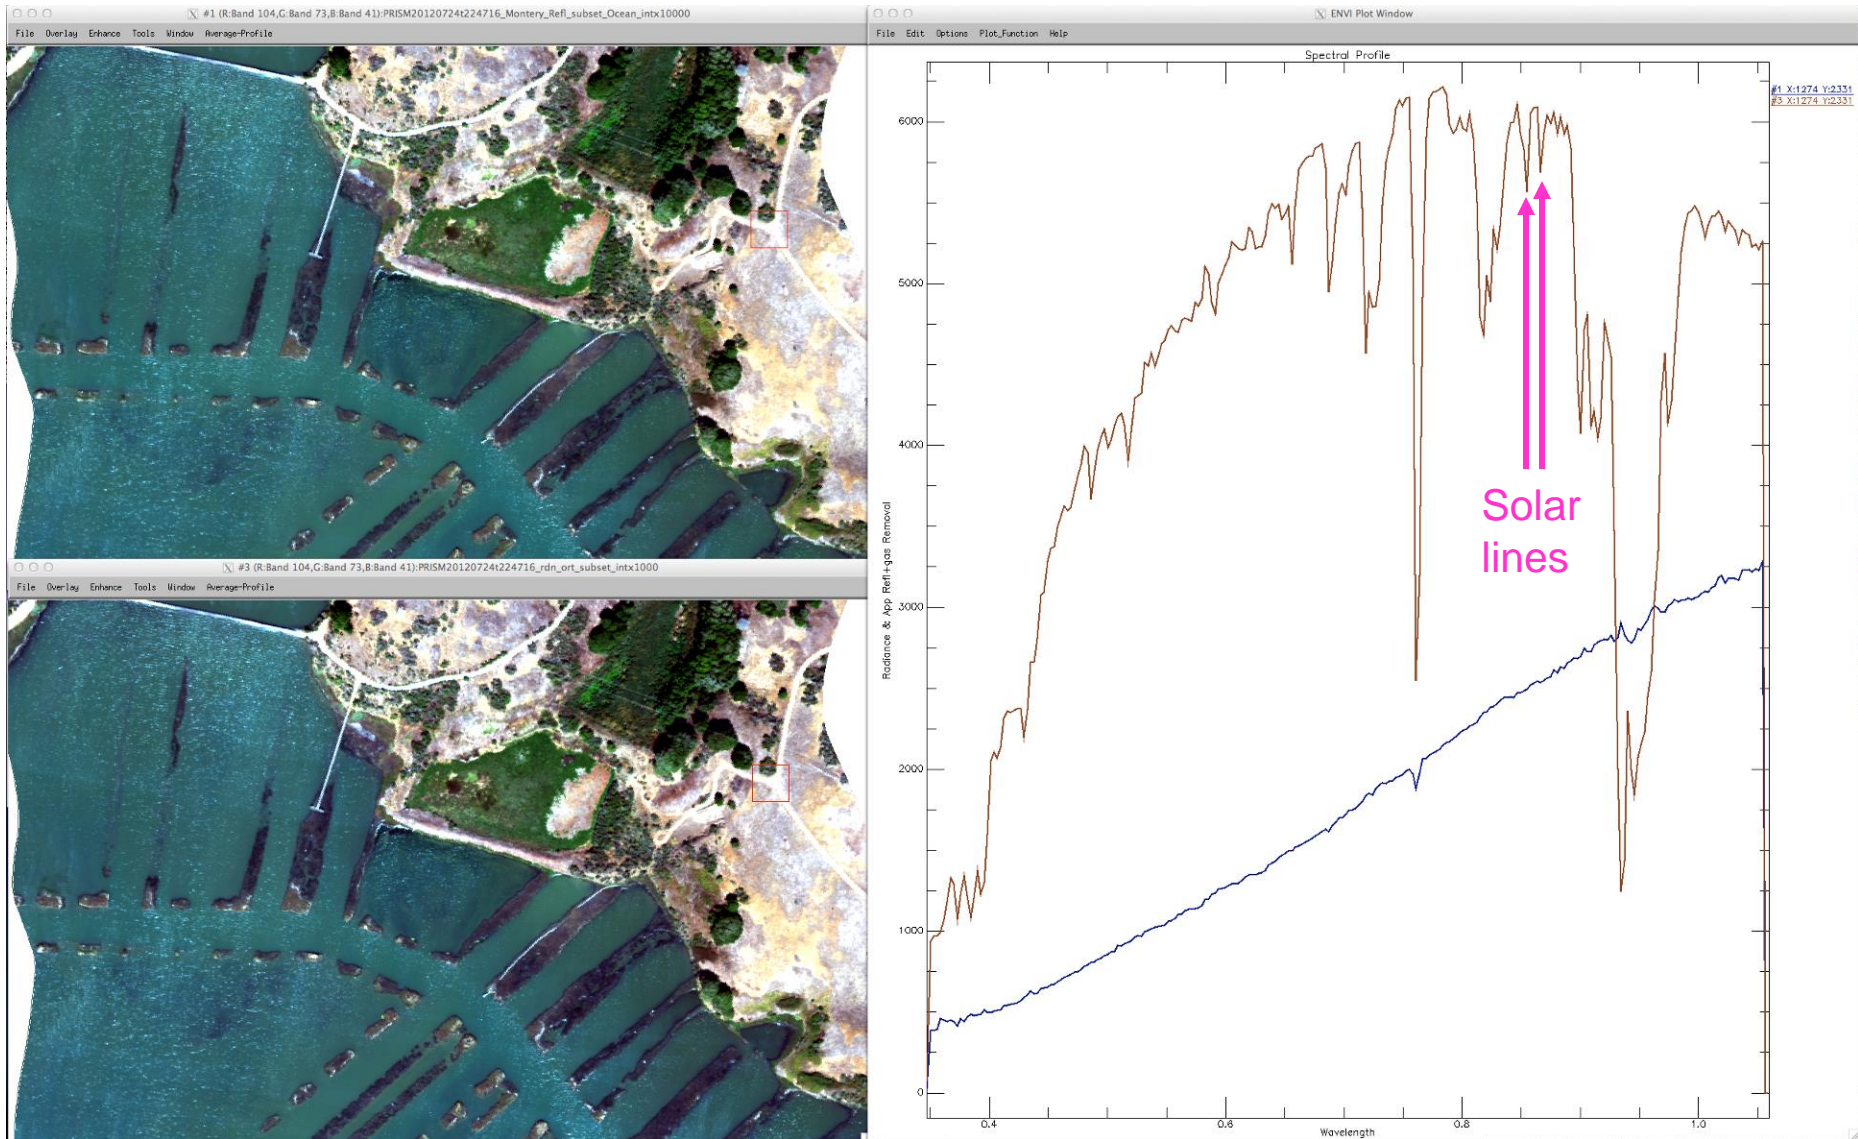 #1 (R:Band 104,G:Band 73,B:Band 41):PRISM20120724t224716_Montery_Refl_subset_Ocean_intx10000
File Overlay Enhance Tools Window Average-Profile
#3 (R:Band 104,G:Band 73,B:Band 41):PRISM20120724t224716_rdn_ort_subset_intx1000
File Overlay Enhance Tools Window Average-Profile
ENVI Plot Window
File Edit Options Plot_Function Help
Spectral Profile
#1 X:1274 Y:2331
#3 X:1274 Y:2331
Radiance & App Refl+gas Removal
6000
5000
4000
3000
2000
1000
0
Solar
lines
0.4
0.6
0.8
1.0
Wavelength